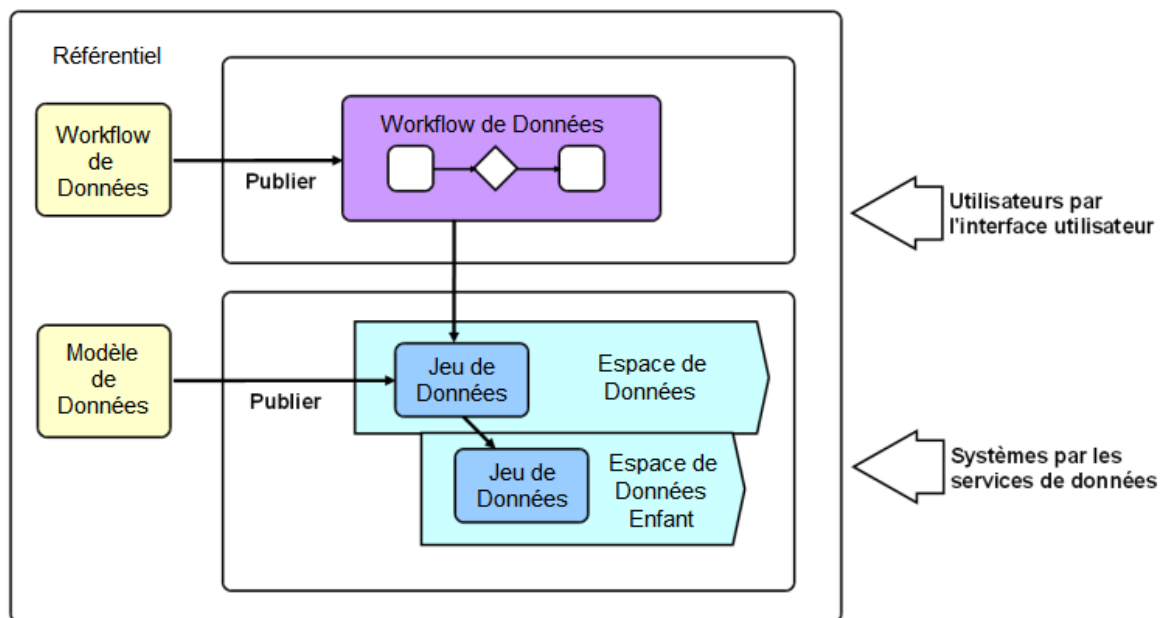 Référentiel
Workflow
de
Données
Publier
Workflow de Données
Utilisateurs par
l'interface utilisateur
Modèle
de
Données
Publier
Jeu de
Données
Espace de
Données
Jeu de
Données
Espace de
Données
Enfant
Systèmes par les
services de données